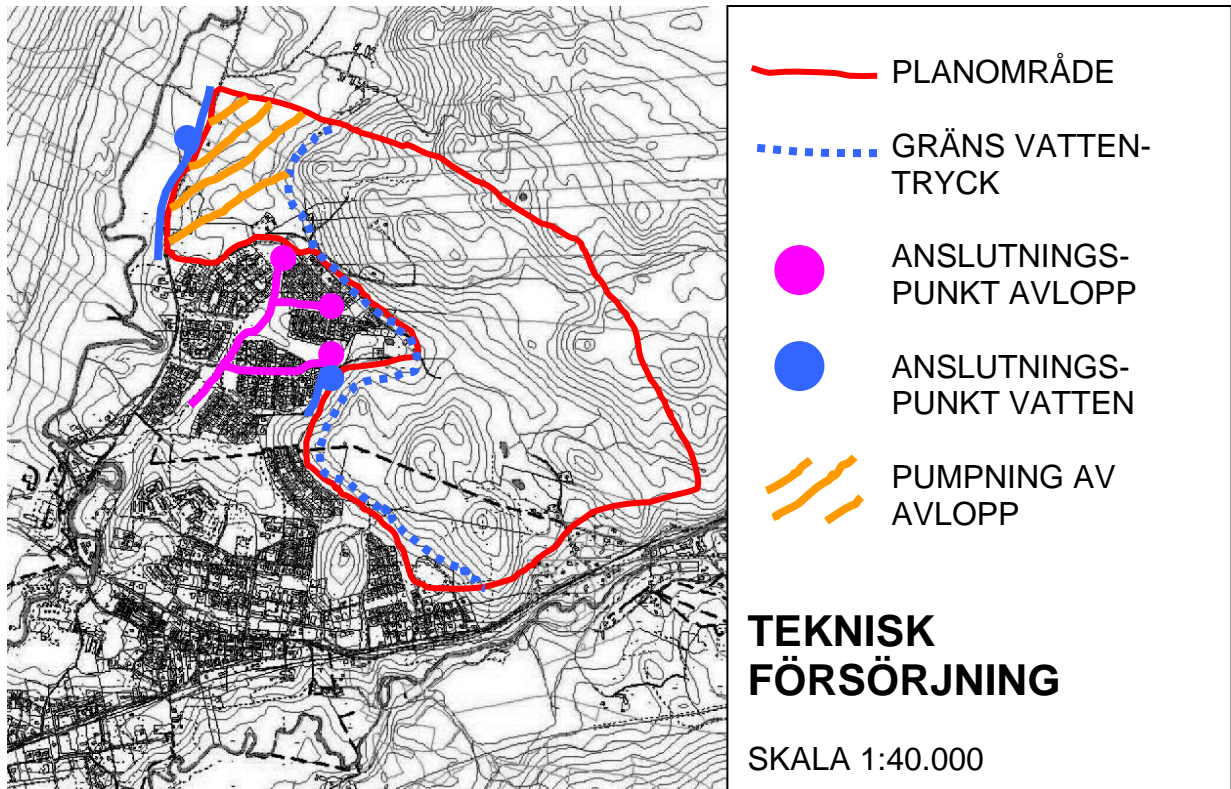 PLANOMRÅDE
GRÄNS VATTEN-
TRYCK
ANSLUTNINGS-
PUNKT AVLOPP
ANSLUTNINGS-
PUNKT VATTEN
PUMPNING AV
AVLOPP
TEKNISK
FÖRSÖRJNING
SKALA 1:40.000